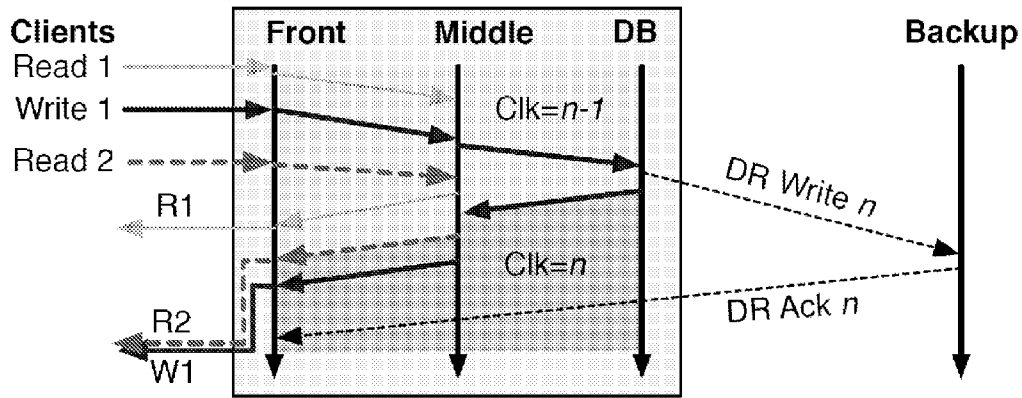 Clients Front Middle DB Backup
Read 1
Write 1
Clk=n-1
Read 2
DR Write n
R1
Clk=n
DR Ack n
R2
W1